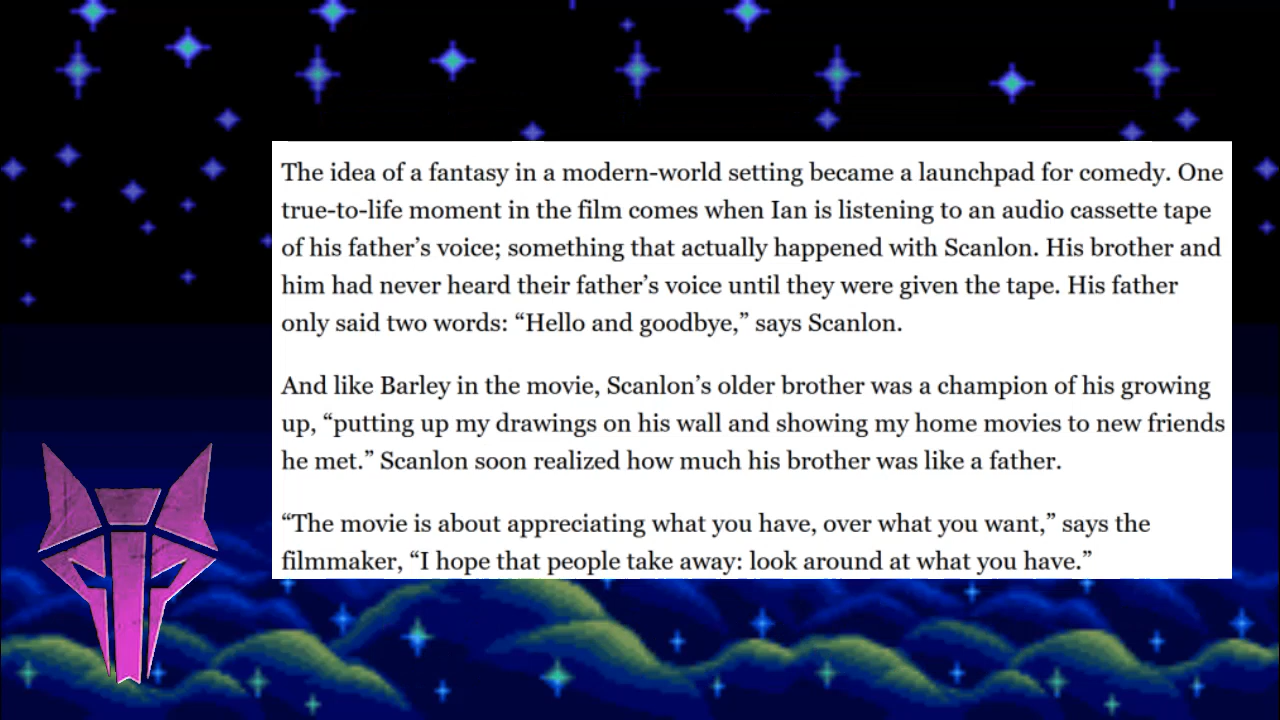 The idea of a fantasy in a modern-world setting became a launchpad for comedy. One
true-to-life moment in the film comes when Ian is listening to an audio cassette tape
of his father’s voice; something that actually happened with Scanlon. His brother and
him had never heard their father’s voice until they were given the tape. His father
only said two words: “Hello and goodbye,” says Scanlon.
And like Barley in the movie, Scanlon’s older brother was a champion of his growing
up, “putting up my drawings on his wall and showing my home movies to new friends
he met.” Scanlon soon realized how much his brother was like a father.
“The movie is about appreciating what you have, over what you want,” says the
filmmaker, “I hope that people take away: look around at what you have.”